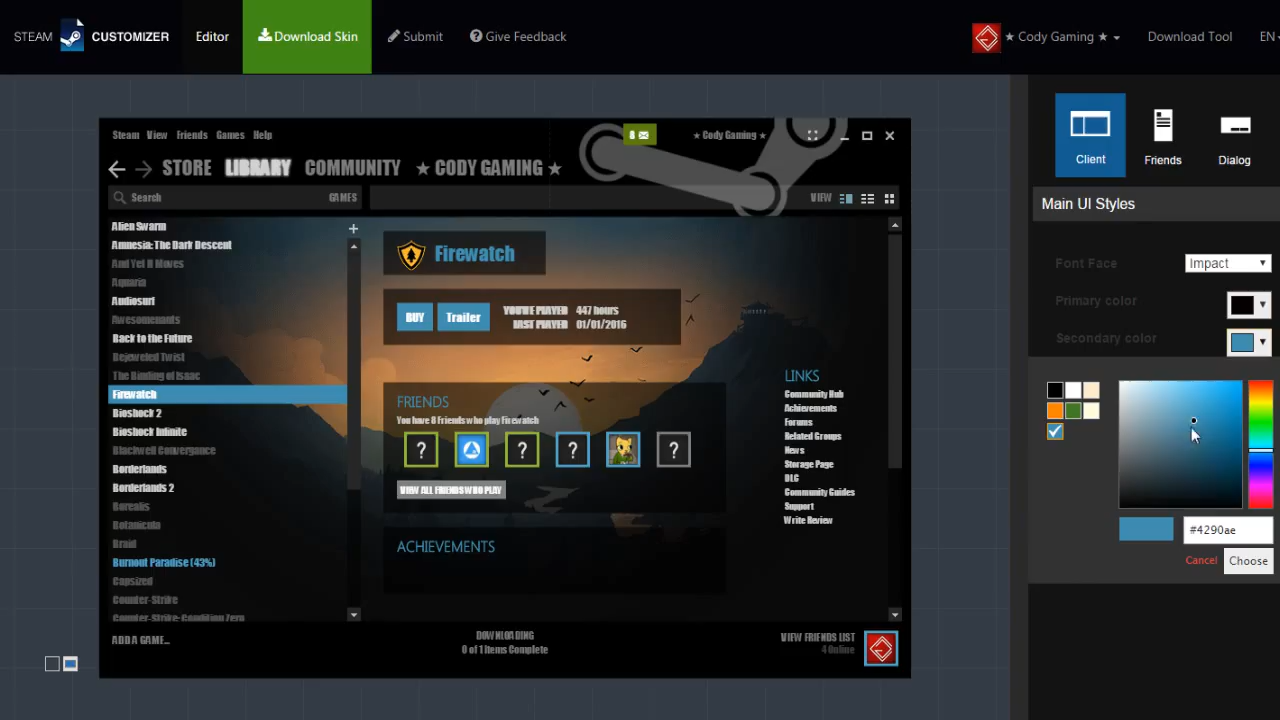 STEAM CUSTOMIZER Editor Download Skin Submit Give Feedback ★ Cody Gaming ★ Download Tool EN
Steam View Friends Games Help 8 ★ Cody Gaming ★
STORE LIBRARY COMMUNITY ★ CODY GAMING ★
Search GAMES VIEW
Alien Swarm
Amnesia: The Dark Descent
And Yet It Moves
Aquaria
Audiosurf
Awesomenauts
Back to the Future
Bejeweled Twist
The Binding of Isaac
Firewatch
Bioshock 2
Bioshock Infinite
Blackwell Convergence
Borderlands
Borderlands 2
Borealis
Botanicula
Braid
Burnout Paradise (43%)
Capsized
Counter-Strike
Counter-Strike: Condition Zero
ADD A GAME...
Firewatch
BUY Trailer
YOU'VE PLAYED 447 hours
LAST PLAYED 01/01/2016
FRIENDS
You have 8 Friends who play Firewatch
? ? ? ?
VIEW ALL FRIENDS WHO PLAY
ACHIEVEMENTS
LINKS
Community Hub
Achievements
Forums
Related Groups
News
Storage Page
DLC
Community Guides
Support
Write Review
DOWNLOADING
0 of 1 Items Complete
VIEW FRIENDS LIST
4 Online
Client Friends Dialog
Main UI Styles
Font Face Impact
Primary color
Secondary color
#4290ae
Cancel Choose